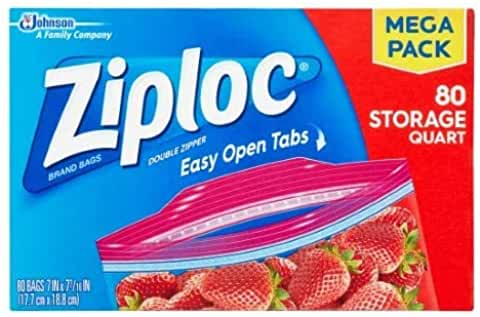 Johnson
A Family Company
MEGA
PACK
Ziploc®
BRAND BAGS
DOUBLE ZIPPER
Easy Open Tabs
80
STORAGE
QUART
80 BAGS 7 IN x 7 7/16 IN
(17.7 cm x 18.8 cm)